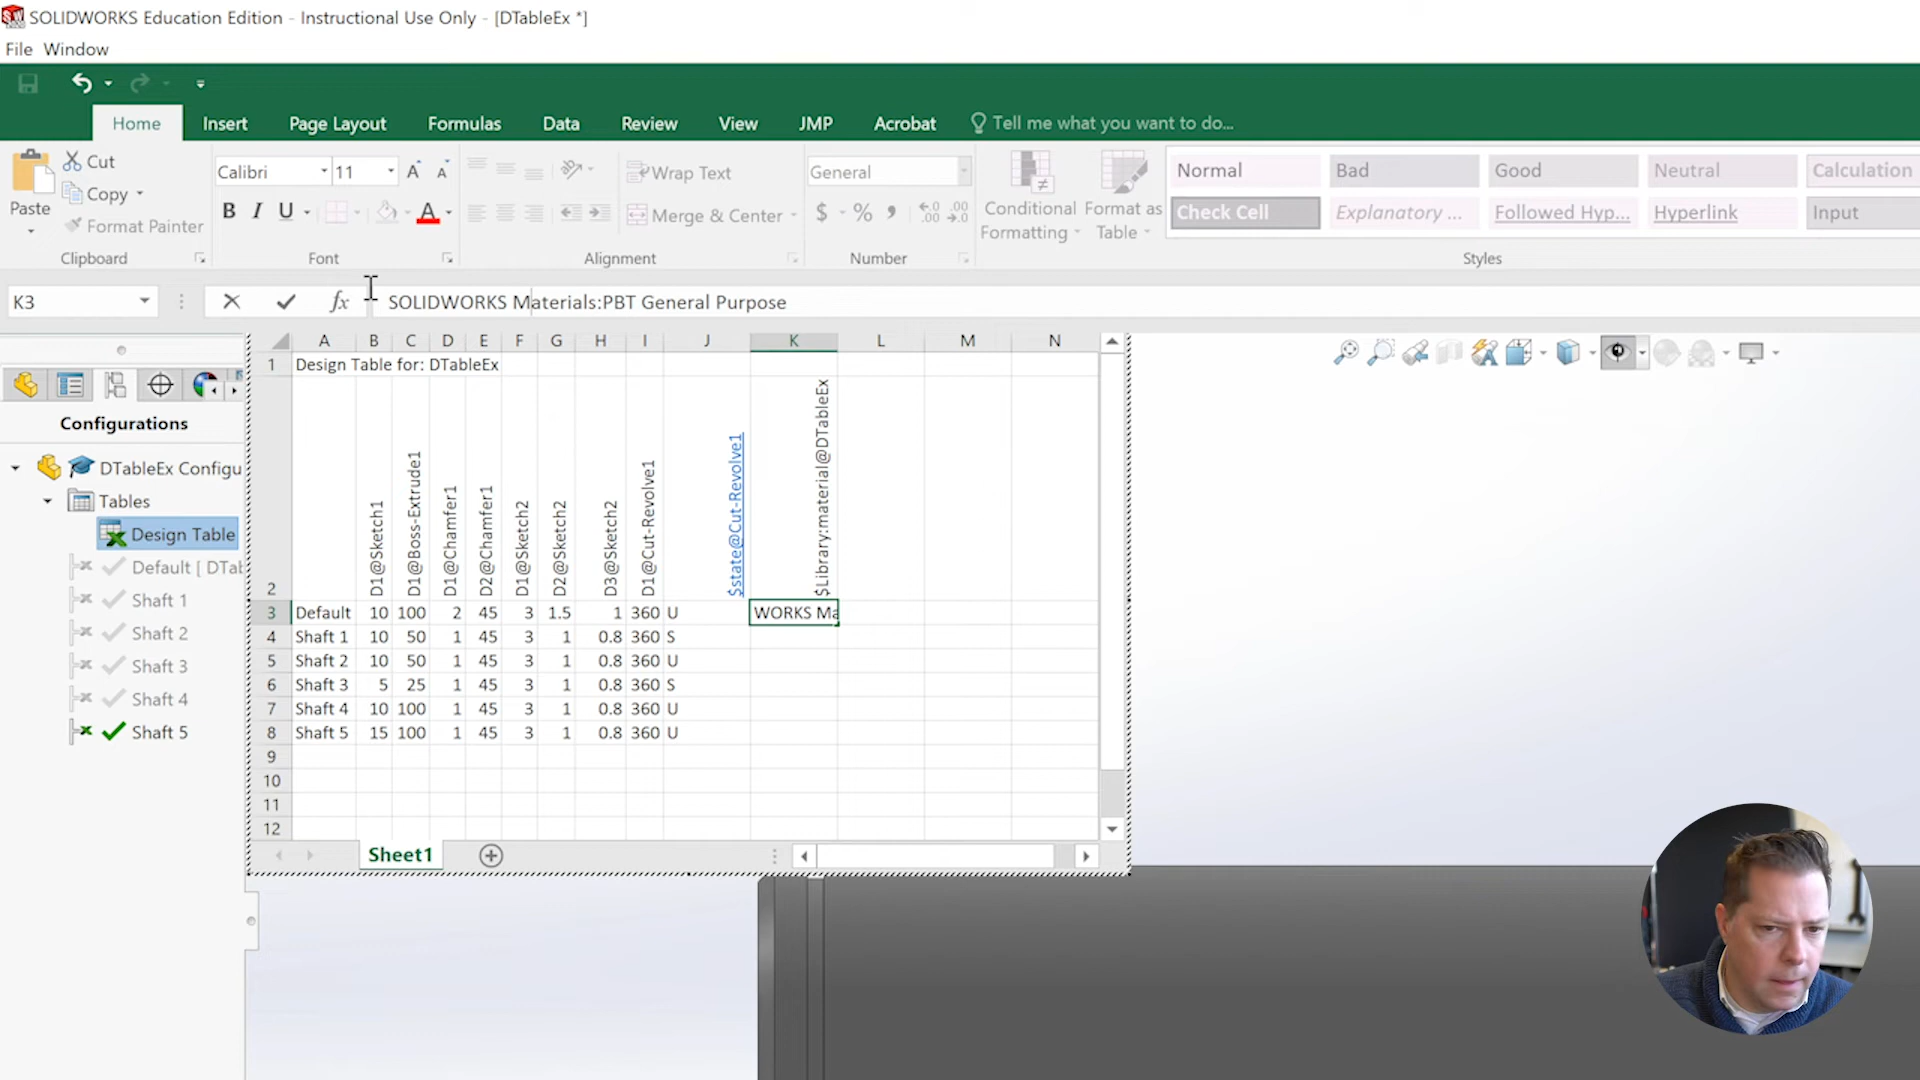 SOLIDWORKS Education Edition - Instructional Use Only - [DTableEx *]
File Window
Home Insert Page Layout Formulas Data Review View JMP Acrobat Tell me what you want to do...
Paste Cut Copy Format Painter
Clipboard
Calibri 11 B I U A
Font
Wrap Text
Merge & Center
Alignment
General
$ % , .00
Number
Conditional Formatting
Format as Table
Normal Bad Good Neutral Calculation
Check Cell Explanatory ... Followed Hyp... Hyperlink Input
Styles
K3 fx SOLIDWORKS Materials:PBT General Purpose
Configurations
DTableEx Configu
Tables
Design Table
Default [ DTab
Shaft 1
Shaft 2
Shaft 3
Shaft 4
Shaft 5
A B C D E F G H I J K L M N
1 Design Table for: DTableEx
2 D1@Sketch1 D1@Boss-Extrude1 D1@Chamfer1 D2@Chamfer1 D1@Sketch2 D2@Sketch2 D3@Sketch2 D1@Cut-Revolve1 $state@Cut-Revolve1 $Library:material@DTableEx
3 Default 10 100 2 45 3 1.5 1 360 U WORKS Ma
4 Shaft 1 10 50 1 45 3 1 0.8 360 S
5 Shaft 2 10 50 1 45 3 1 0.8 360 U
6 Shaft 3 5 25 1 45 3 1 0.8 360 S
7 Shaft 4 10 100 1 45 3 1 0.8 360 U
8 Shaft 5 15 100 1 45 3 1 0.8 360 U
9
10
11
12
Sheet1